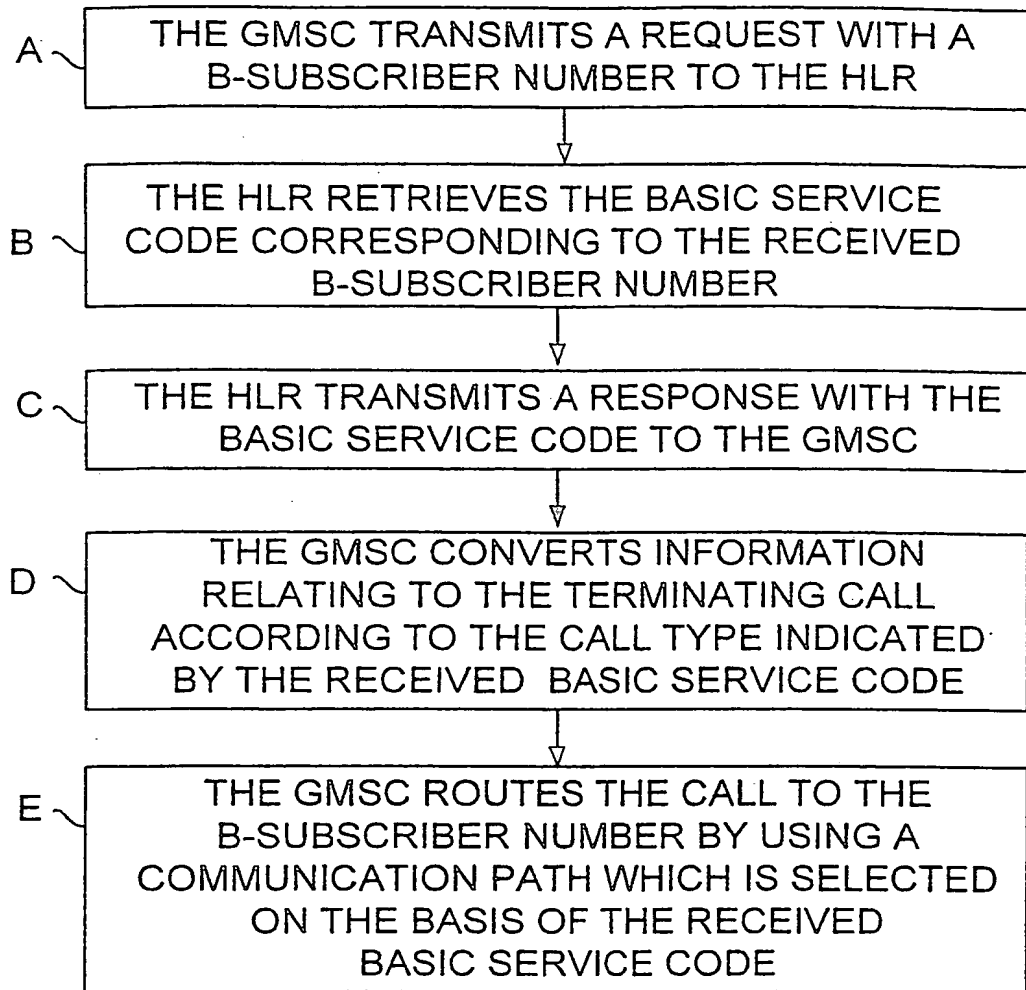 A
THE GMSC TRANSMITS A REQUEST WITH A
B-SUBSCRIBER NUMBER TO THE HLR
B
THE HLR RETRIEVES THE BASIC SERVICE
CODE CORRESPONDING TO THE RECEIVED
B-SUBSCRIBER NUMBER
C
THE HLR TRANSMITS A RESPONSE WITH THE
BASIC SERVICE CODE TO THE GMSC
D
THE GMSC CONVERTS INFORMATION
RELATING TO THE TERMINATING CALL
ACCORDING TO THE CALL TYPE INDICATED
BY THE RECEIVED BASIC SERVICE CODE
E
THE GMSC ROUTES THE CALL TO THE
B-SUBSCRIBER NUMBER BY USING A
COMMUNICATION PATH WHICH IS SELECTED
ON THE BASIS OF THE RECEIVED
BASIC SERVICE CODE